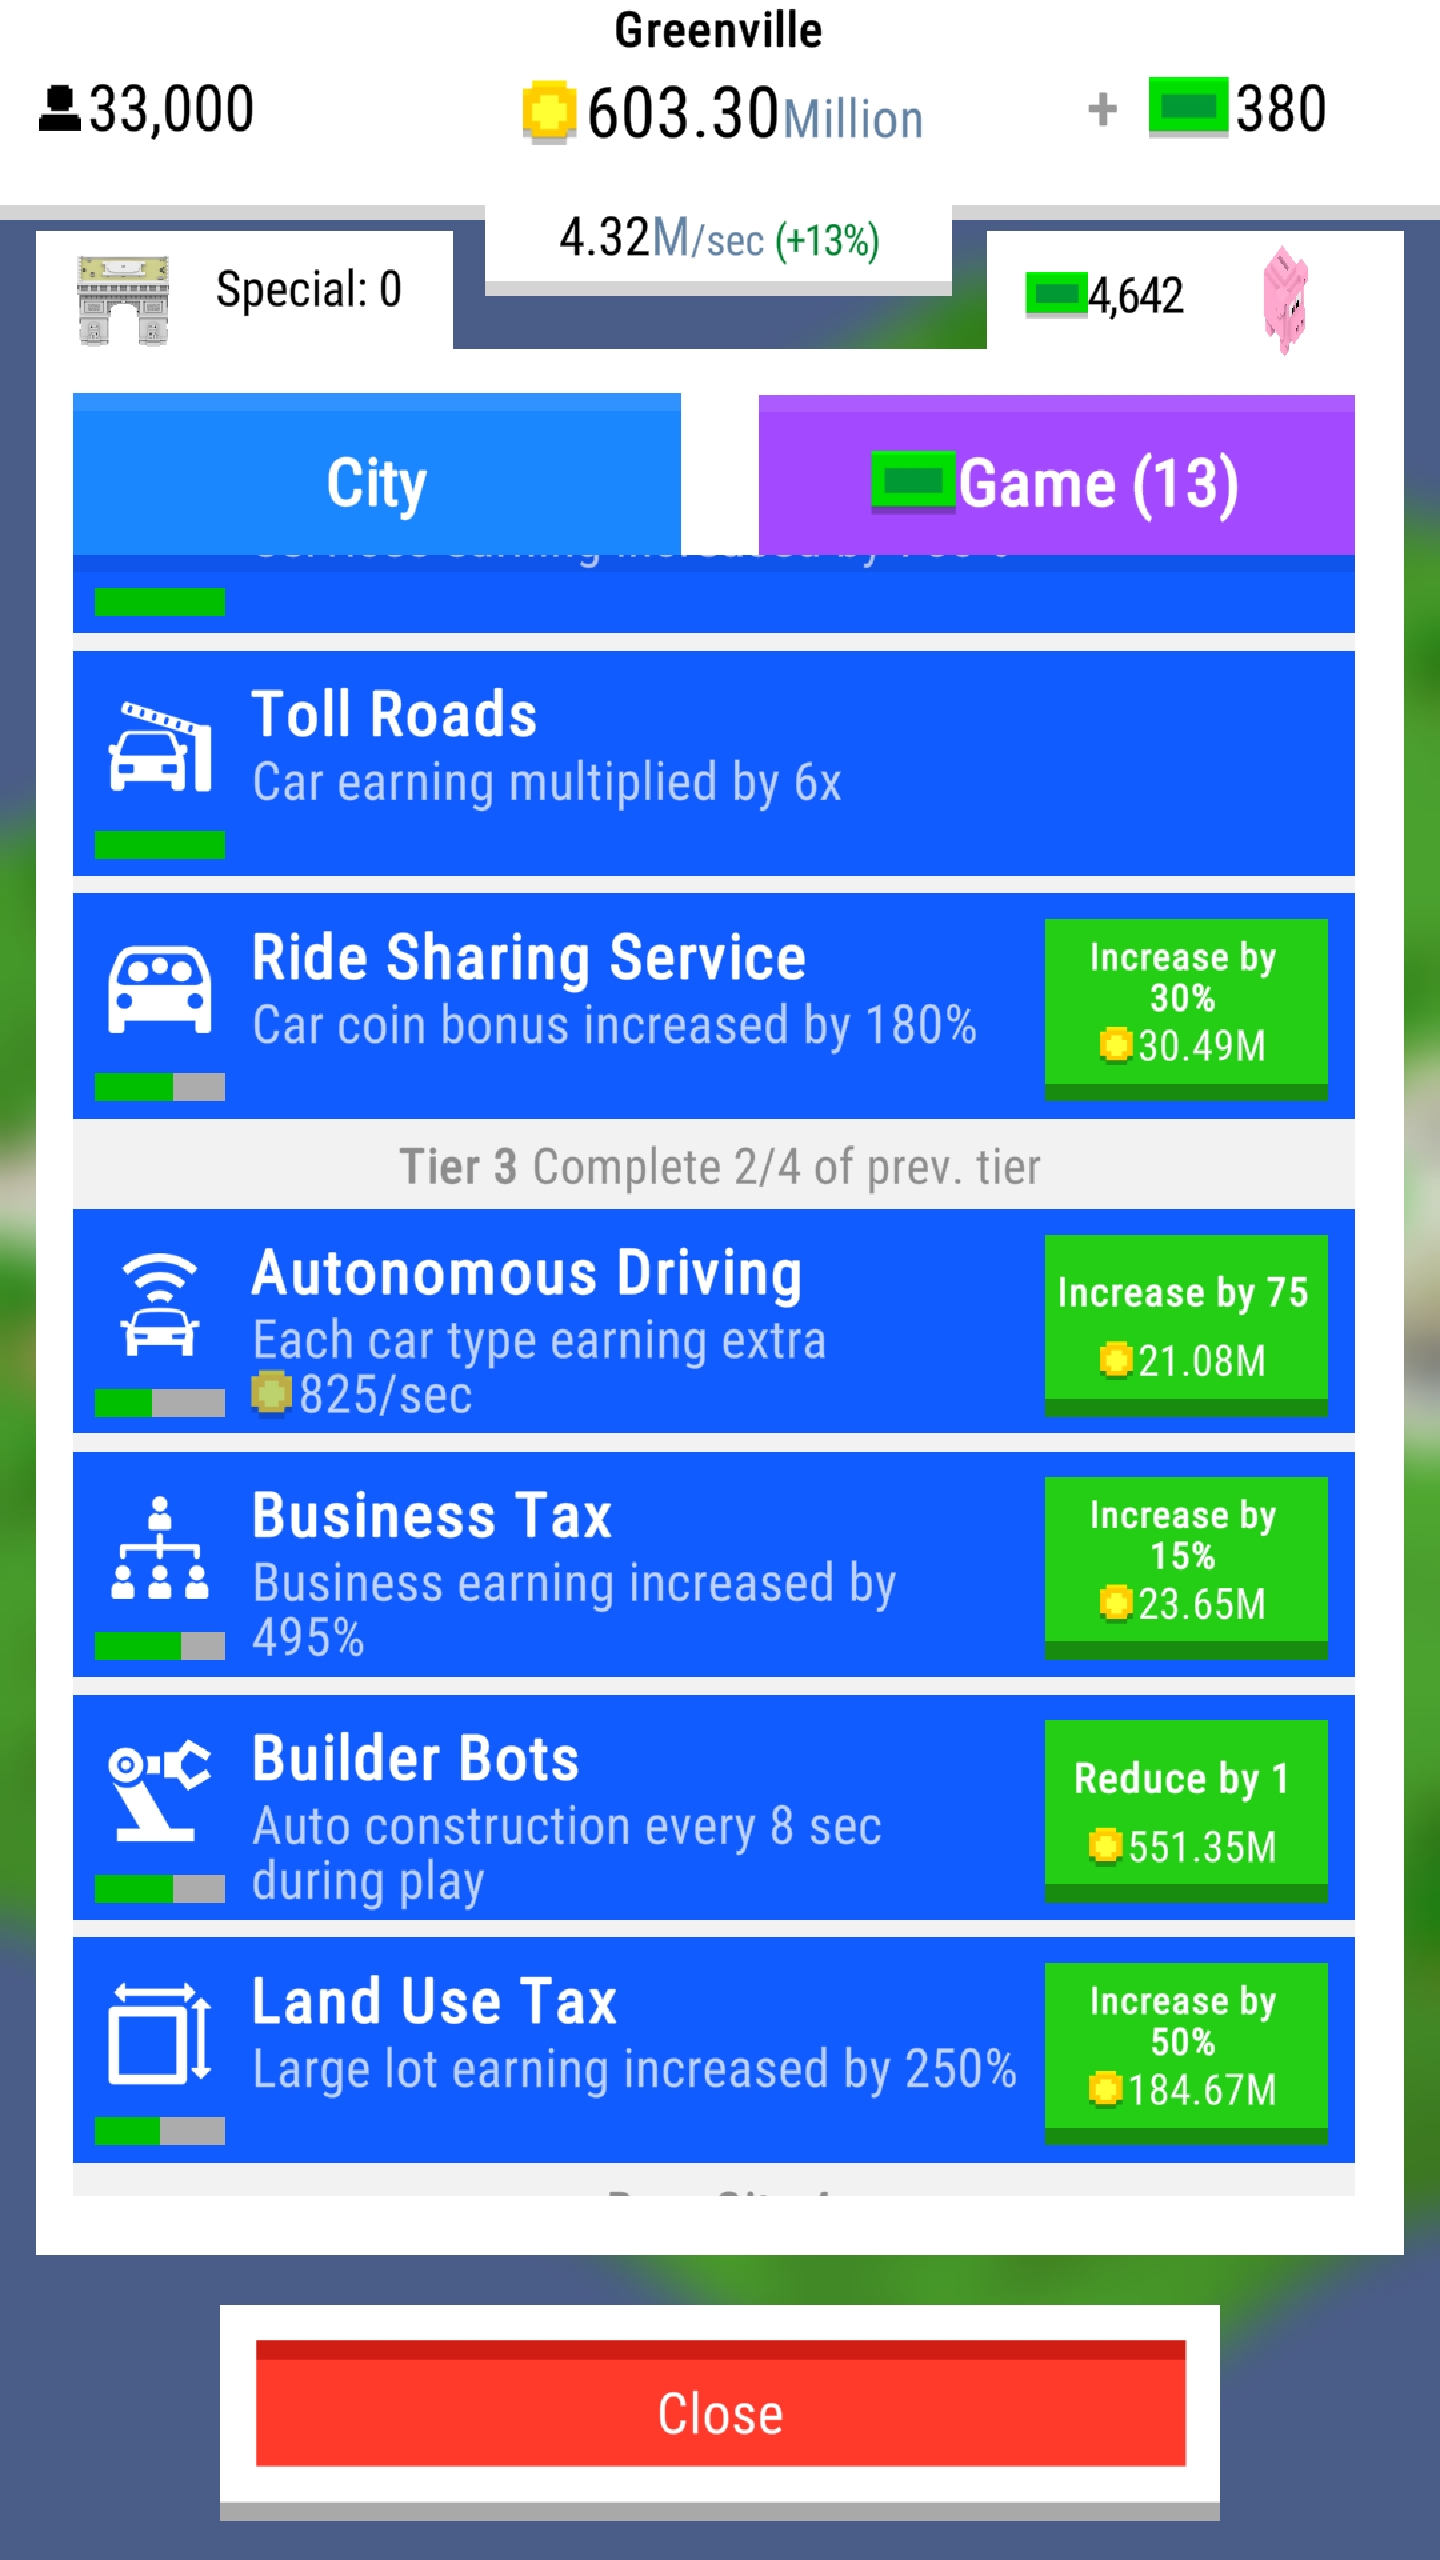 Greenville
33,000
603.30Million
+ 380
4.32M/sec (+13%)
Special: 0
4,642
City
Game (13)
Toll Roads
Car earning multiplied by 6x
Ride Sharing Service
Car coin bonus increased by 180%
Increase by
30%
30.49M
Tier 3 Complete 2/4 of prev. tier
Autonomous Driving
Each car type earning extra
825/sec
Increase by 75
21.08M
Business Tax
Business earning increased by
495%
Increase by
15%
23.65M
Builder Bots
Auto construction every 8 sec
during play
Reduce by 1
551.35M
Land Use Tax
Large lot earning increased by 250%
Increase by
50%
184.67M
Close